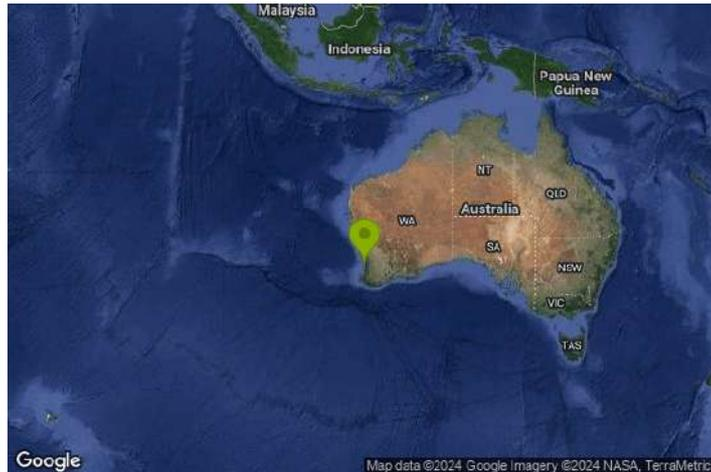 Malaysia
Indonesia
Papua New
Guinea
NT
QLD
Australia
WA
SA
NSW
VIC
TAS
Google
Map data ©2024 Google Imagery ©2024 NASA, TerraMetrics